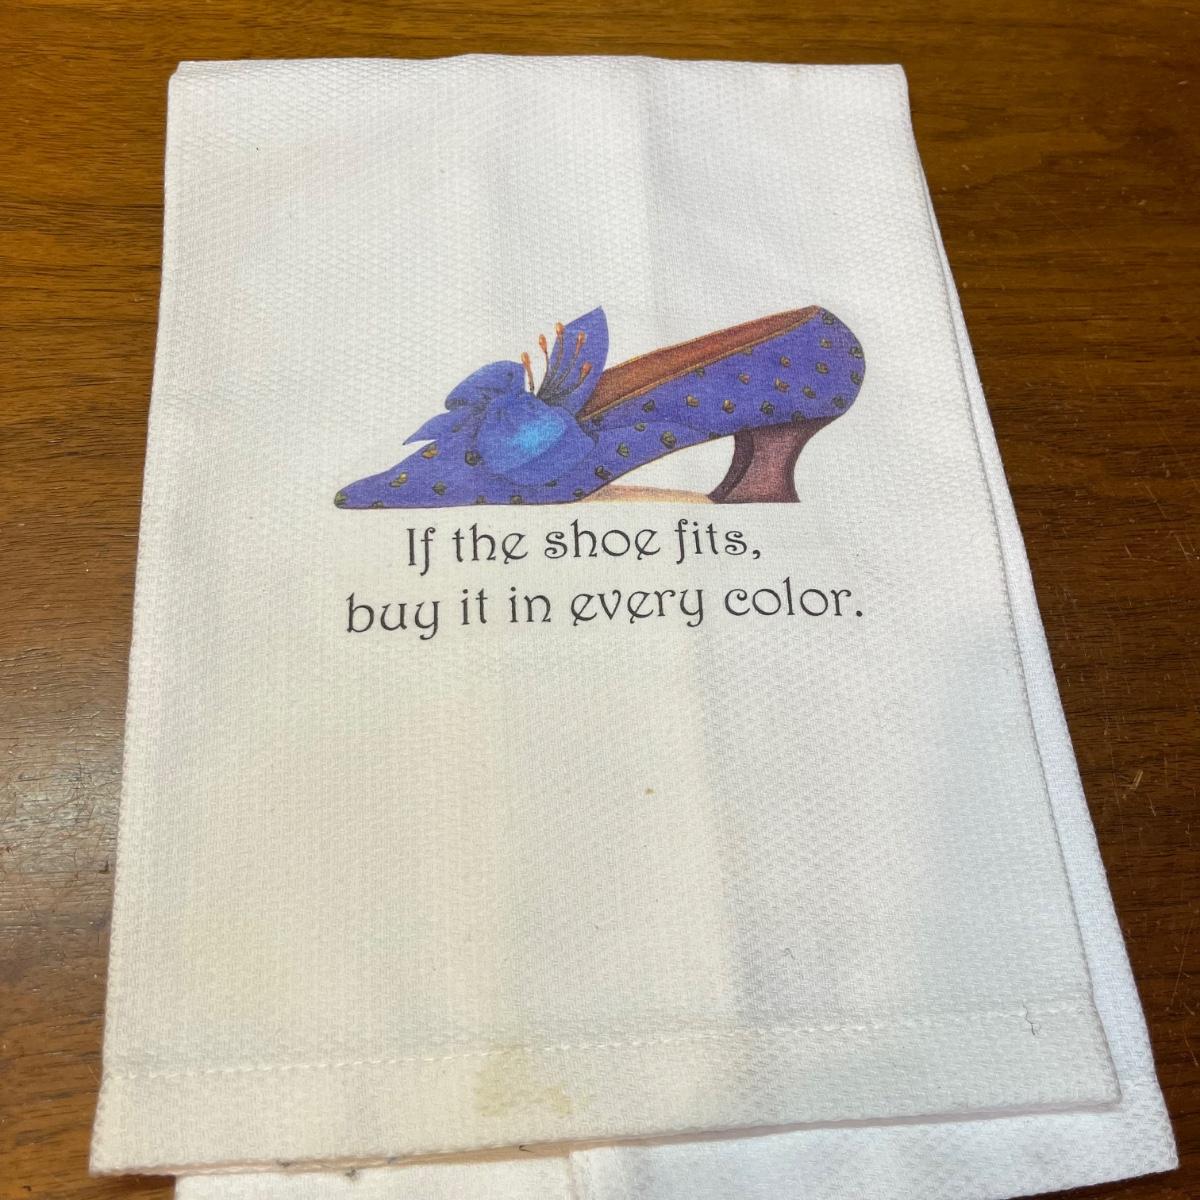 If the shoe fits,
buy it in every color.